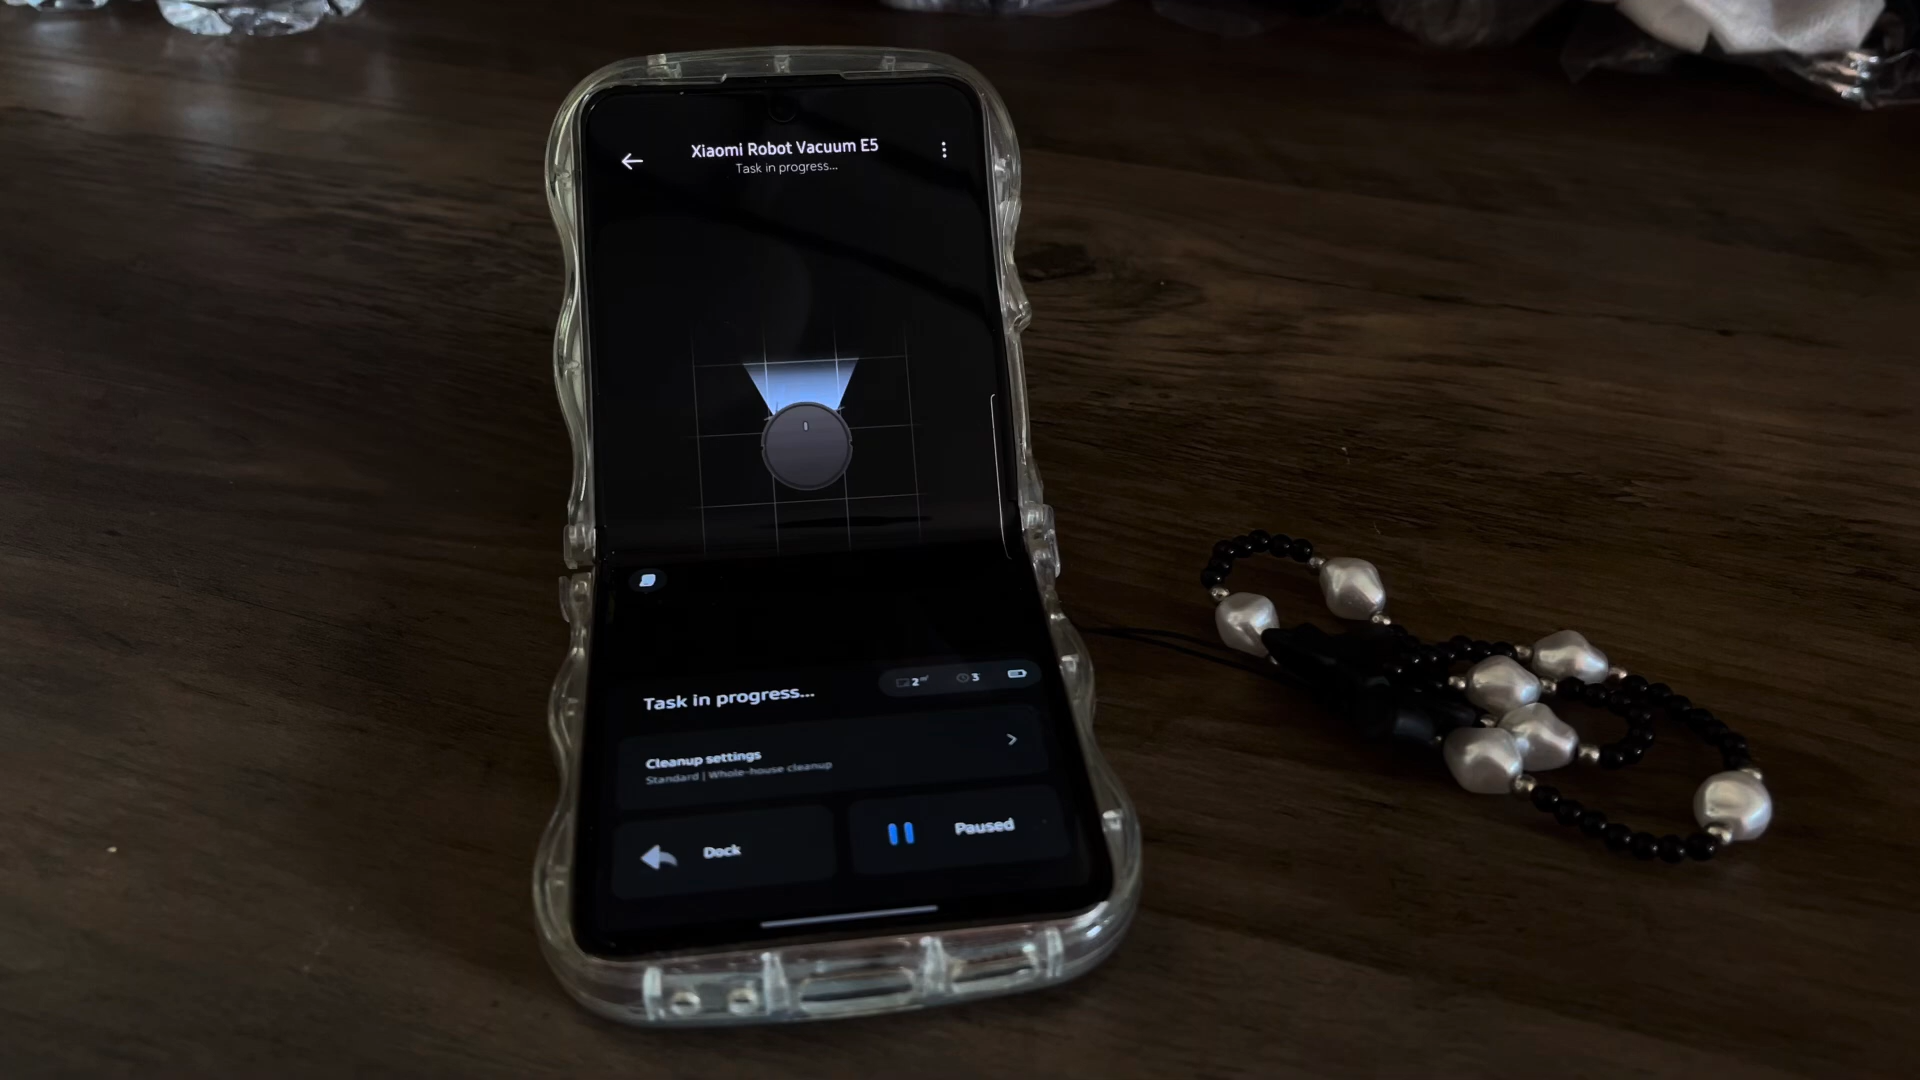 Xiaomi Robot Vacuum E5
Task in progress...
Task in progress...
2㎡ 3
Cleanup settings
Standard | Whole-house cleanup
Dock
Paused